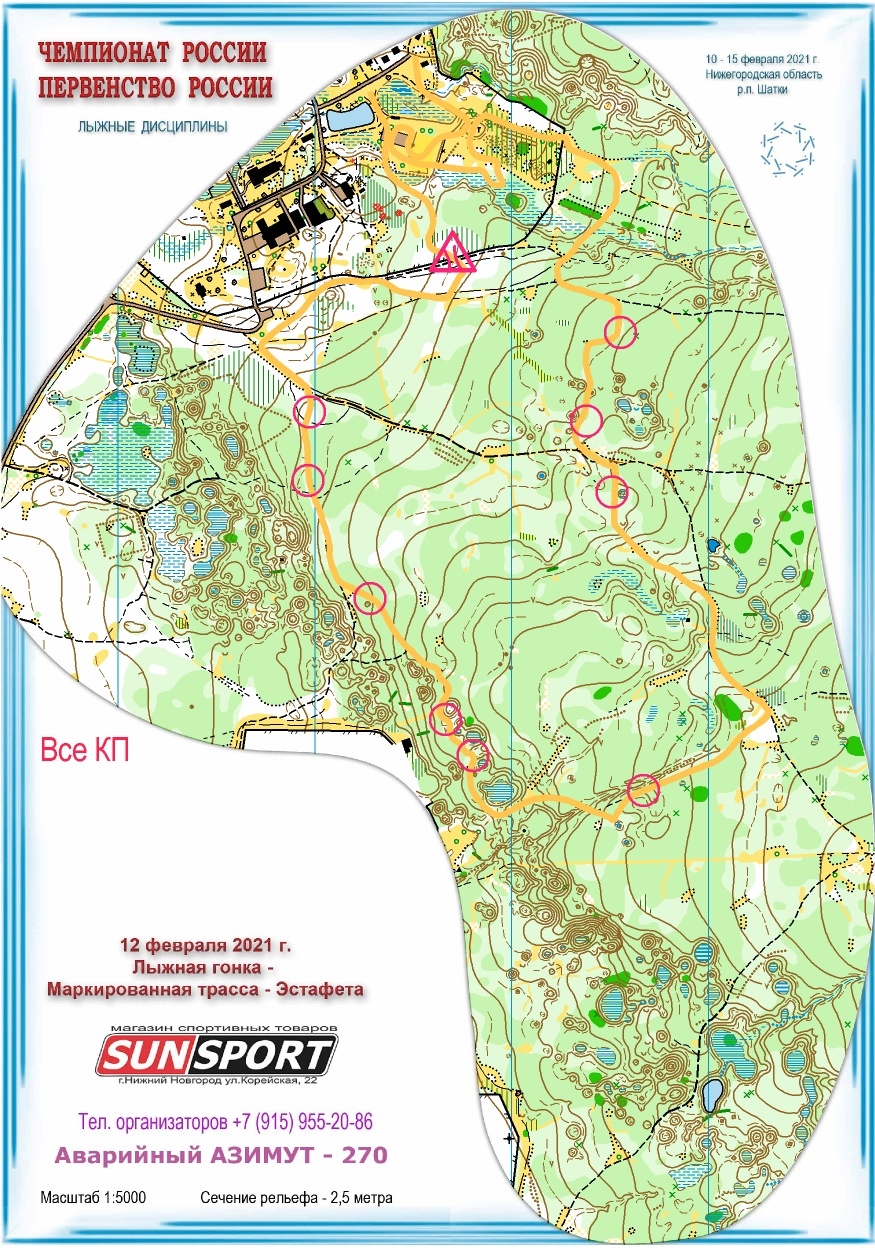 ЧЕМПИОНАТ РОССИИ
ПЕРВЕНСТВО РОССИИ
ЛЫЖНЫЕ ДИСЦИПЛИНЫ
10 - 15 февраля 2021 г.
Нижегородская область
р.п. Шатки
Все КП
12 февраля 2021 г.
Лыжная гонка -
Маркированная трасса - Эстафета
магазин спортивных товаров
SUNSPORT
г.Нижний Новгород ул.Корейская, 22
Тел. организаторов +7 (915) 955-20-86
Аварийный АЗИМУТ - 270
Масштаб 1:5000 Сечение рельефа - 2,5 метра